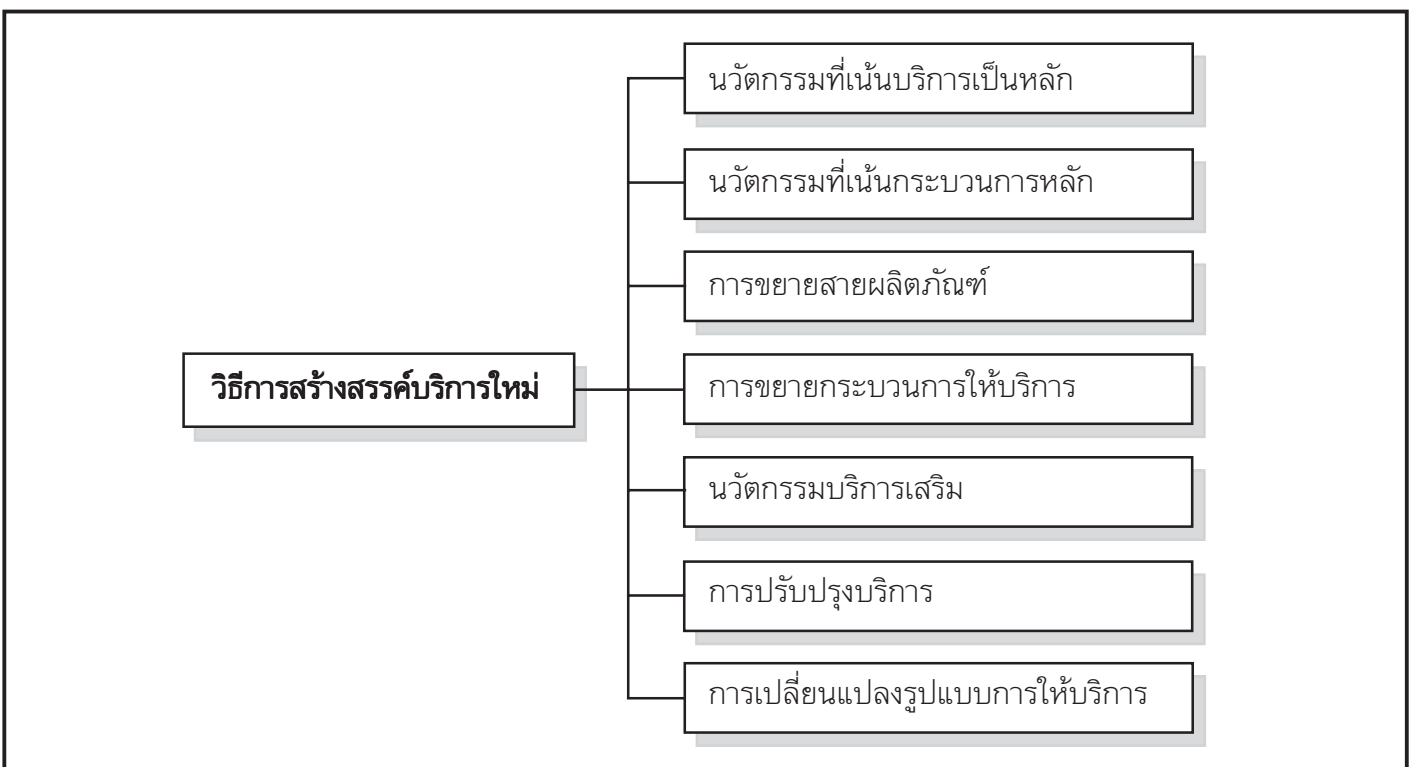 นวัตกรรมที่เน้นบริการเป็นหลัก
นวัตกรรมที่เน้นกระบวนการหลัก
การขยายสายผลิตภัณฑ์
วิธีการสร้างสรรค์บริการใหม่
การขยายกระบวนการให้บริการ
นวัตกรรมบริการเสริม
การปรับปรุงบริการ
การเปลี่ยนแปลงรูปแบบการให้บริการ